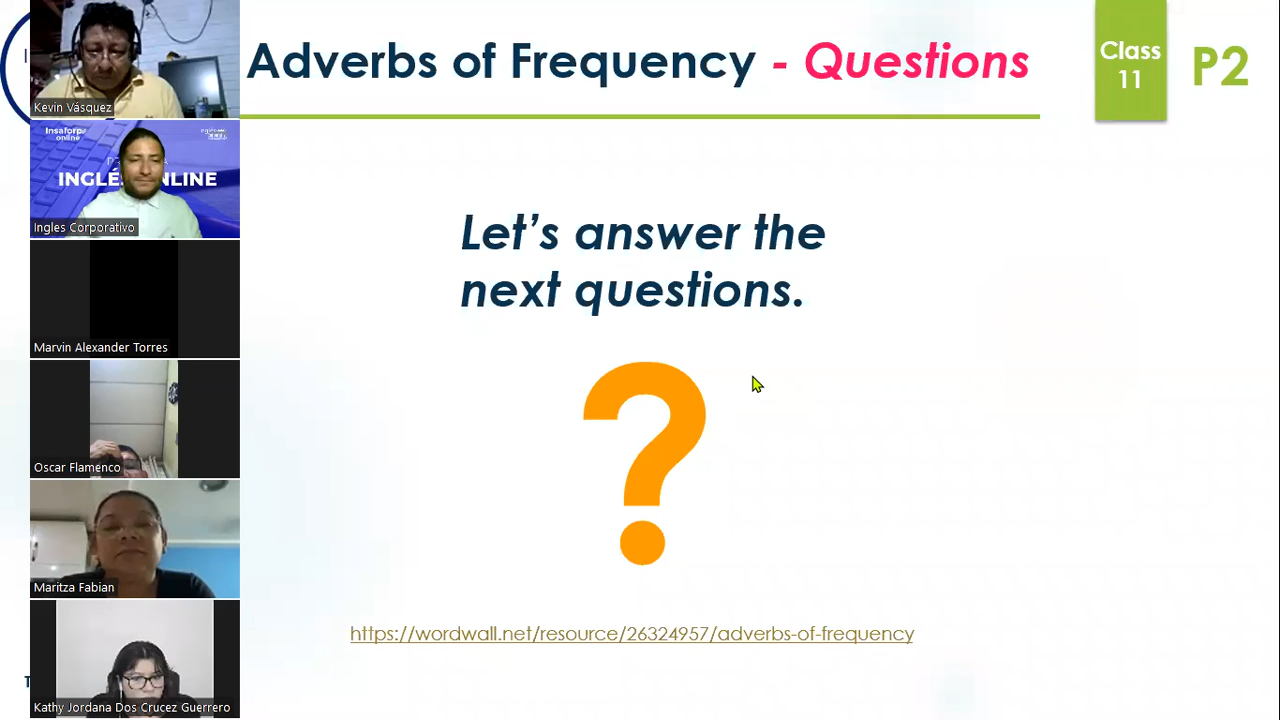 Adverbs of Frequency - Questions
Class
11
P2
Kevin Vásquez
Insaforp
online
INGLÉS ONLINE
Ingles Corporativo
Marvin Alexander Torres
Oscar Flamenco
Maritza Fabian
Kathy Jordana Dos Crucez Guerrero
Let's answer the
next questions.
?
https://wordwall.net/resource/26324957/adverbs-of-frequency